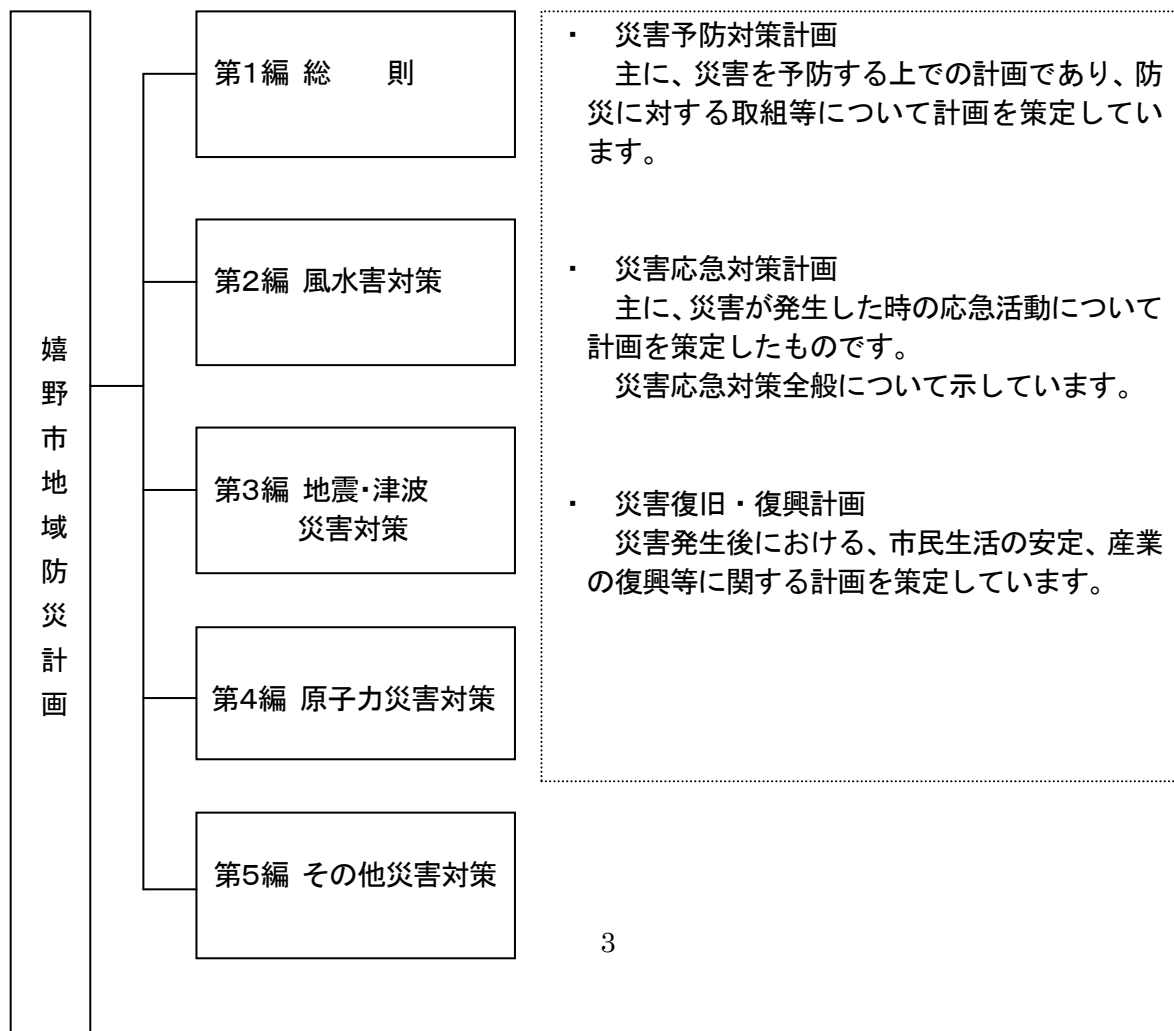 嬉野市地域防災計画
第1編 総　　則
第2編 風水害対策
第3編 地震・津波
災害対策
第4編 原子力災害対策
第5編 その他災害対策
・　災害予防対策計画
主に、災害を予防する上での計画であり、防
災に対する取組等について計画を策定してい
ます。
・　災害応急対策計画
主に、災害が発生した時の応急活動について
計画を策定したものです。
災害応急対策全般について示しています。
・　災害復旧・復興計画
災害発生後における、市民生活の安定、産業
の復興等に関する計画を策定しています。
3